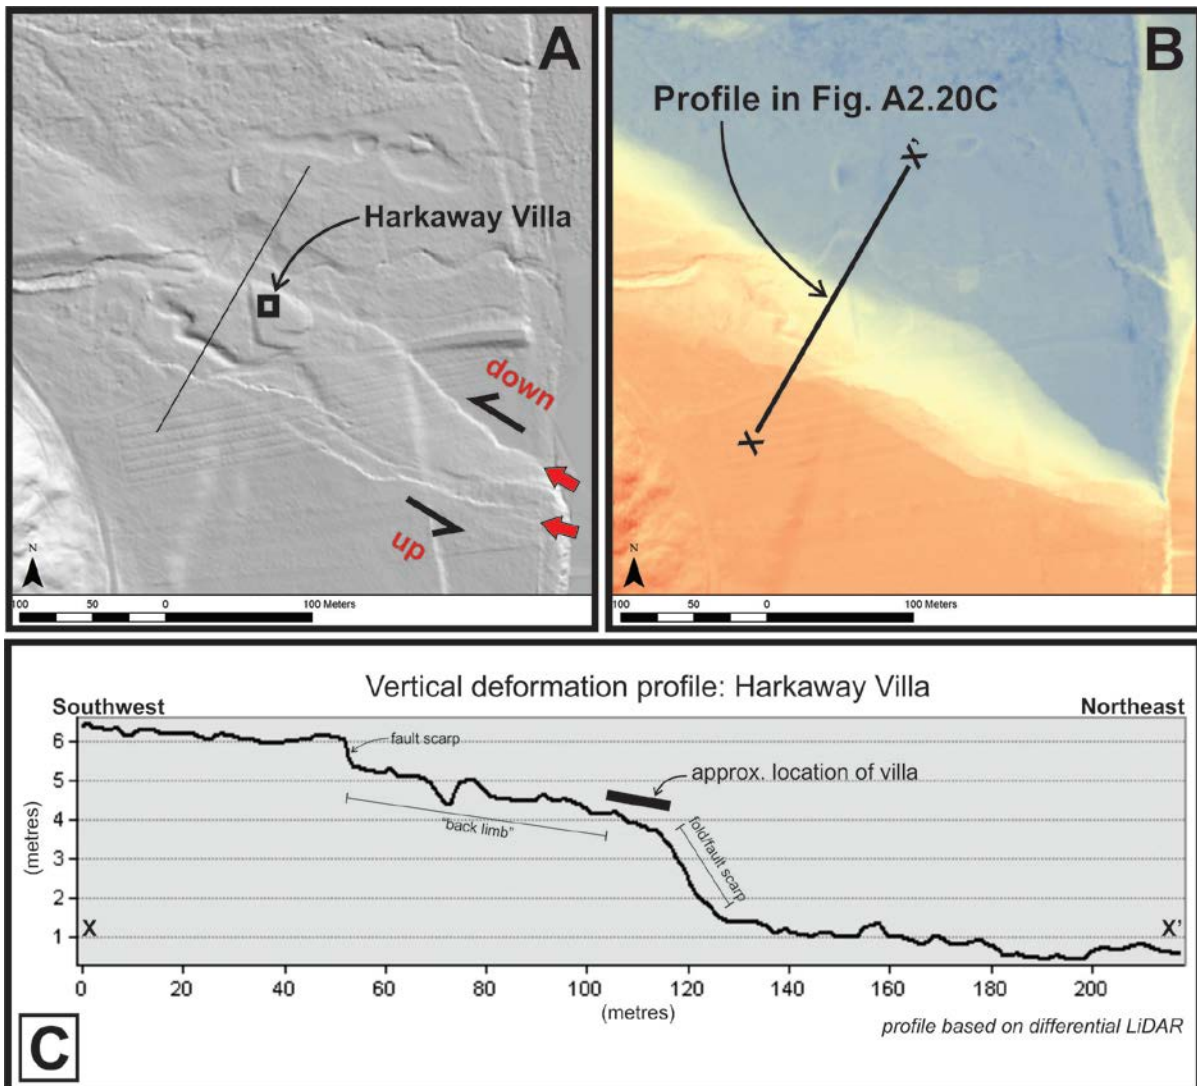 A
Harkaway Villa
down
up
N
100 50 0 100 Meters
B
Profile in Fig. A2.20C
X'
X
N
100 50 0 100 Meters
Vertical deformation profile: Harkaway Villa
Southwest
Northeast
6
5
4
3
2
1
(metres)
fault scarp
approx. location of villa
"back limb"
fold/fault scarp
X
X'
0 20 40 60 80 100 120 140 160 180 200
(metres)
profile based on differential LiDAR
C